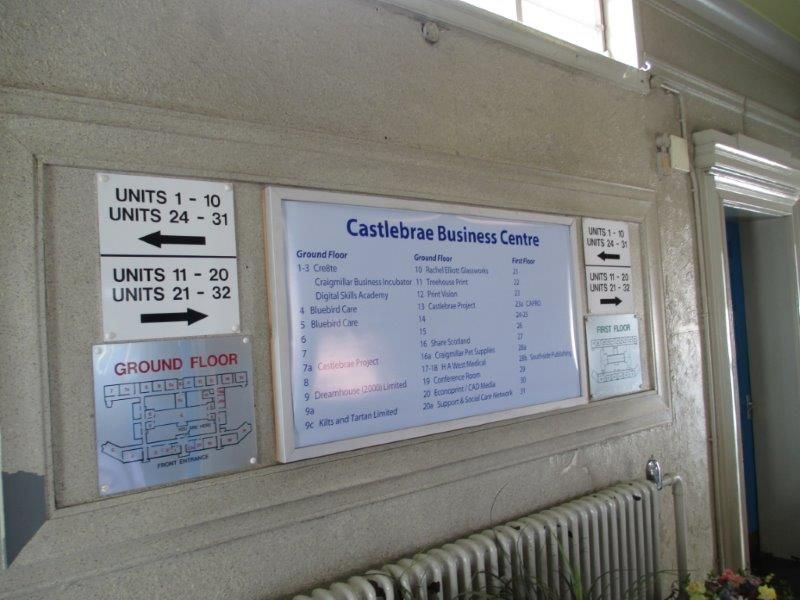 UNITS 1 - 10
UNITS 24 - 31
UNITS 11 - 20
UNITS 21 - 32
GROUND FLOOR
YOU ARE HERE
FRONT ENTRANCE
Castlebrae Business Centre
Ground Floor
1-3 Cre8te
Craigmillar Business Incubator
Digital Skills Academy
4 Bluebird Care
5 Bluebird Care
6
7
7a Castlebrae Project
8
9 Dreamhouse (2000) Limited
9a
9c Kilts and Tartan Limited
Ground Floor
10 Rachel Elliott Glassworks
11 Treehouse Print
12 Print Vision
13 Castlebrae Project
14
15
16 Share Scotland
16a Craigmillar Pet Supplies
17-18 H A West Medical
19 Conference Room
20 Econoprint / CAD Media
20a Support & Social Care Network
First Floor
21
22
23
23a CAPRO
24-25
26
27
28a
28b Southside Publishing
29
30
31
UNITS 1 - 10
UNITS 24 - 31
UNITS 11 - 20
UNITS 21 - 32
FIRST FLOOR